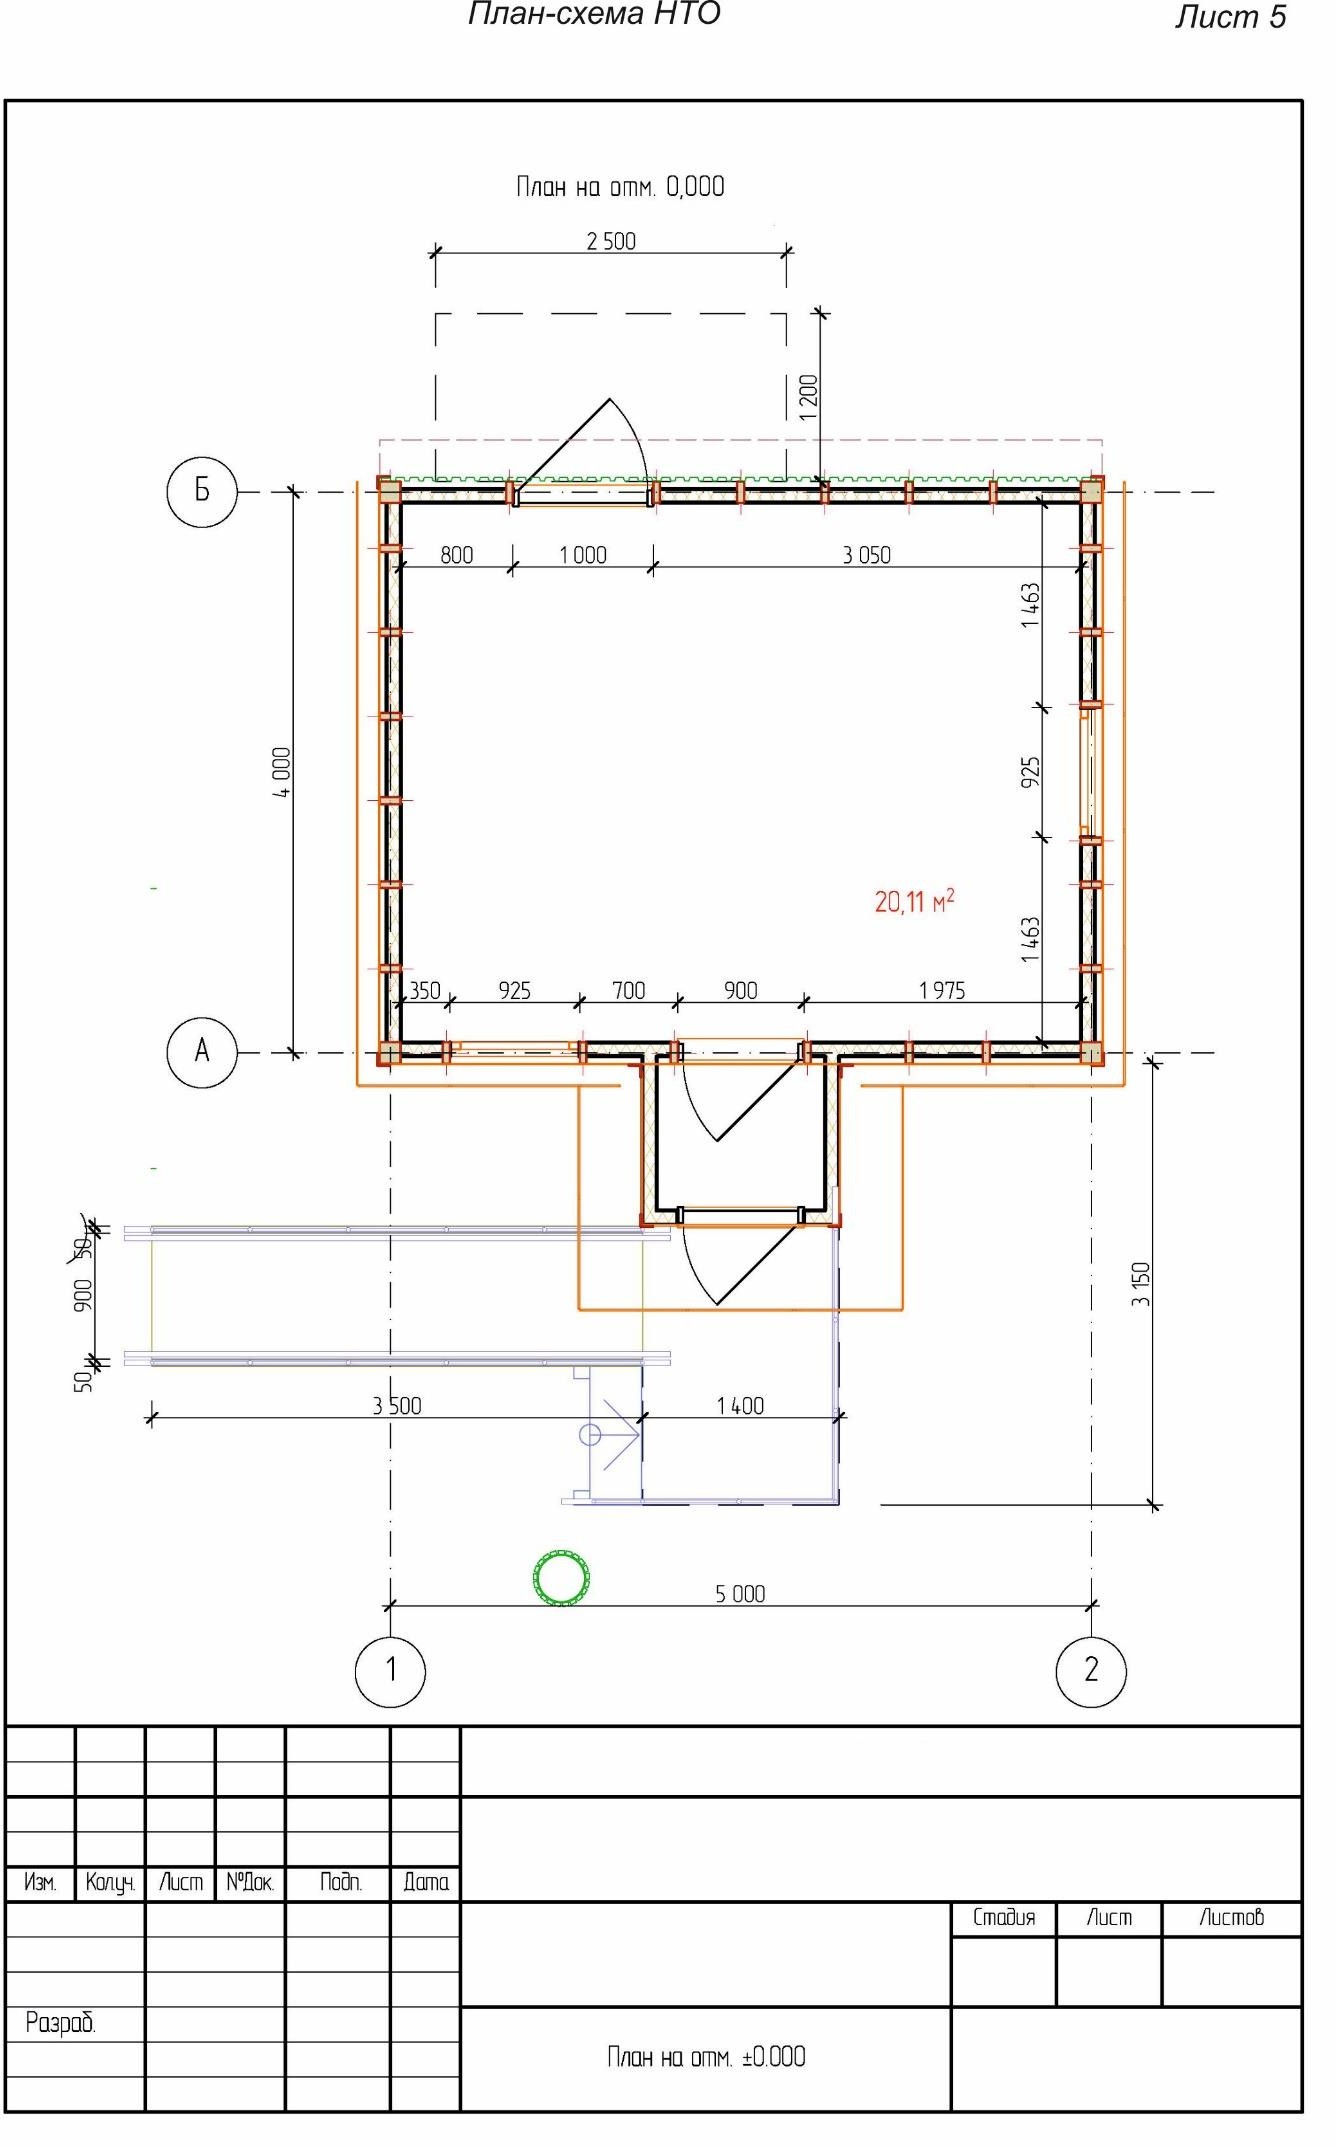 План-схема НТО
Лист 5
План на отм. 0,000
2 500
1 200
Б
800
1 000
3 050
1 463
4 000
925
20,11 м²
1 463
350
925
700
900
1 975
А
50
900
3 150
50
3 500
1 400
5 000
1
2
Изм.
Кол.уч.
Лист
№Док.
Подп.
Дата
Стадия
Лист
Листов
Разраб.
План на отм. ±0.000